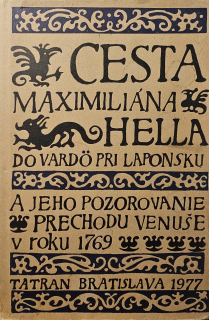 CESTA
MAXIMILIÁNA
HELLA
DO VARDÖ PRI LAPONSKU
A JEHO POZOROVANIE
PRECHODU VENUŠE
v roku 1769
TATRAN BRATISLAVA 1977